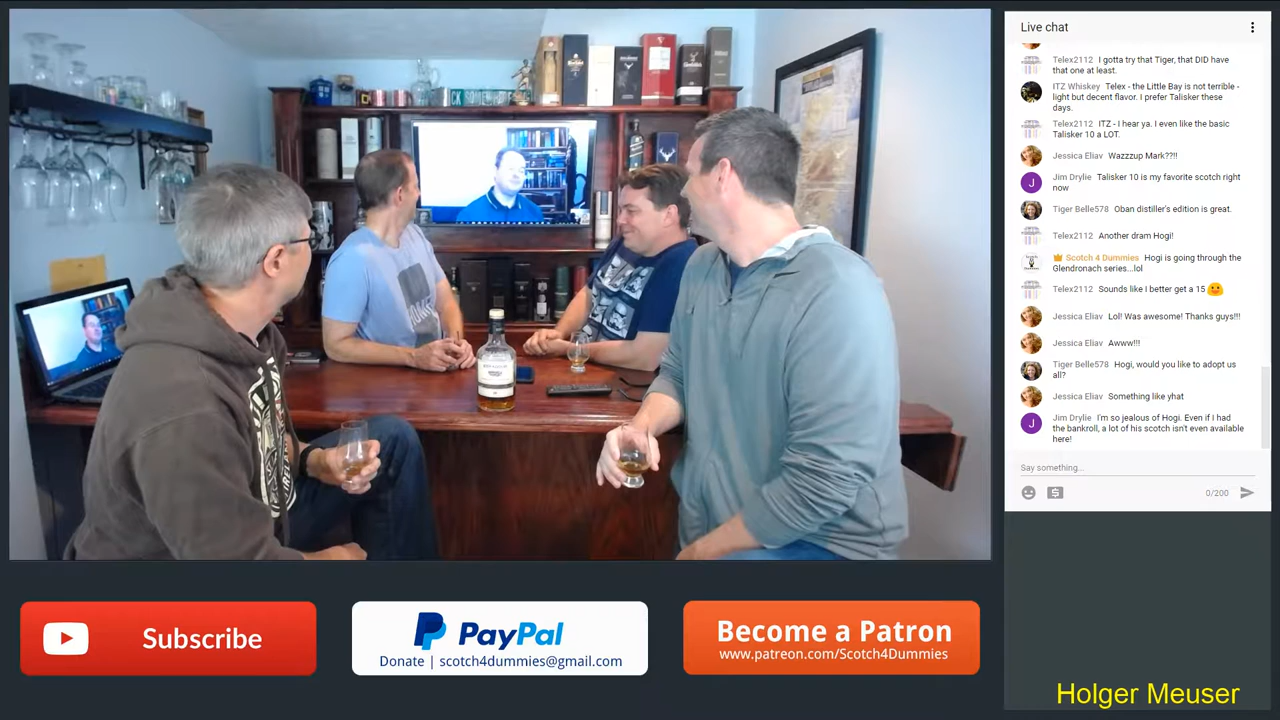 Live chat
Telex2112 I gotta try that Tiger, that DID have
that one at least.
ITZ Whiskey Telex - the Little Bay is not terrible -
light but decent flavor. I prefer Talisker these
days.
Telex2112 ITZ - I hear ya. I even like the basic
Talisker 10 a LOT.
Jessica Eliav Wazzzup Mark??!!
J
Jim Drylie Talisker 10 is my favorite scotch right
now
Tiger Belle578 Oban distiller's edition is great.
Telex2112 Another dram Hogi!
Scotch 4 Dummies Hogi is going through the
Glendronach series...lol
Telex2112 Sounds like I better get a 15
Jessica Eliav Lol! Was awesome! Thanks guys!!!
Jessica Eliav Awww!!!
Tiger Belle578 Hogi, would you like to adopt us
all?
Jessica Eliav Something like yhat
J
Jim Drylie I'm so jealous of Hogi. Even if I had
the bankroll, a lot of his scotch isn't even available
here!
Say something...
0/200
Subscribe
PayPal
Donate | scotch4dummies@gmail.com
Become a Patron
www.patreon.com/Scotch4Dummies
Holger Meuser